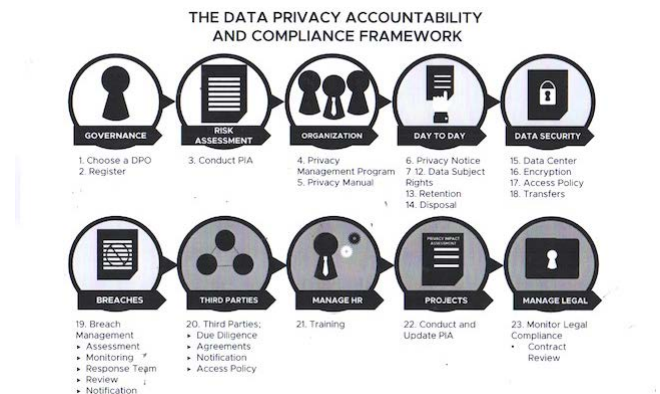 THE DATA PRIVACY ACCOUNTABILITY
AND COMPLIANCE FRAMEWORK
GOVERNANCE
1. Choose a DPO
2. Register
RISK
ASSESSMENT
3. Conduct PIA
ORGANIZATION
4. Privacy
Management Program
5. Privacy Manual
DAY TO DAY
6. Privacy Notice
7 12. Data Subject
Rights
13. Retention
14. Disposal
DATA SECURITY
15. Data Center
16. Encryption
17. Access Policy
18. Transfers
BREACHES
19. Breach
Management
▸ Assessment
▸ Monitoring
▸ Response Team
▸ Review
▸ Notification
THIRD PARTIES
20. Third Parties;
▸ Due Diligence
▸ Agreements
▸ Notification
▸ Access Policy
MANAGE HR
21. Training
PRIVACY IMPACT
ASSESSMENT
PROJECTS
22. Conduct and
Update PIA
MANAGE LEGAL
23. Monitor Legal
Compliance
• Contract
Review